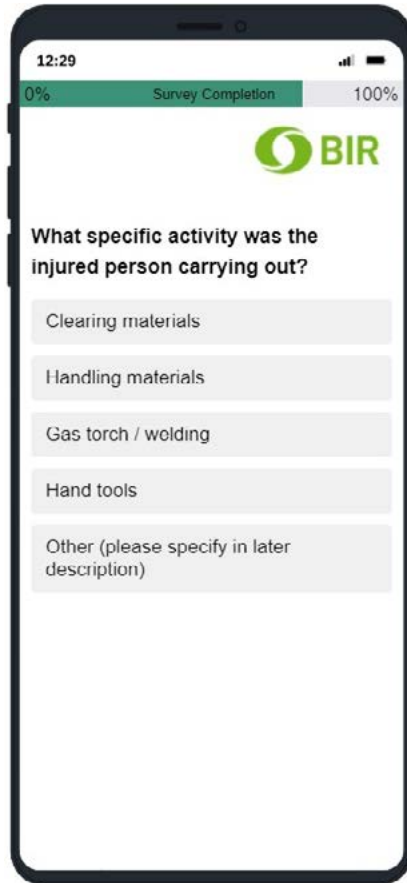 12:29
0% Survey Completion 100%
BIR
What specific activity was the
injured person carrying out?
Clearing materials
Handling materials
Gas torch / welding
Hand tools
Other (please specify in later
description)